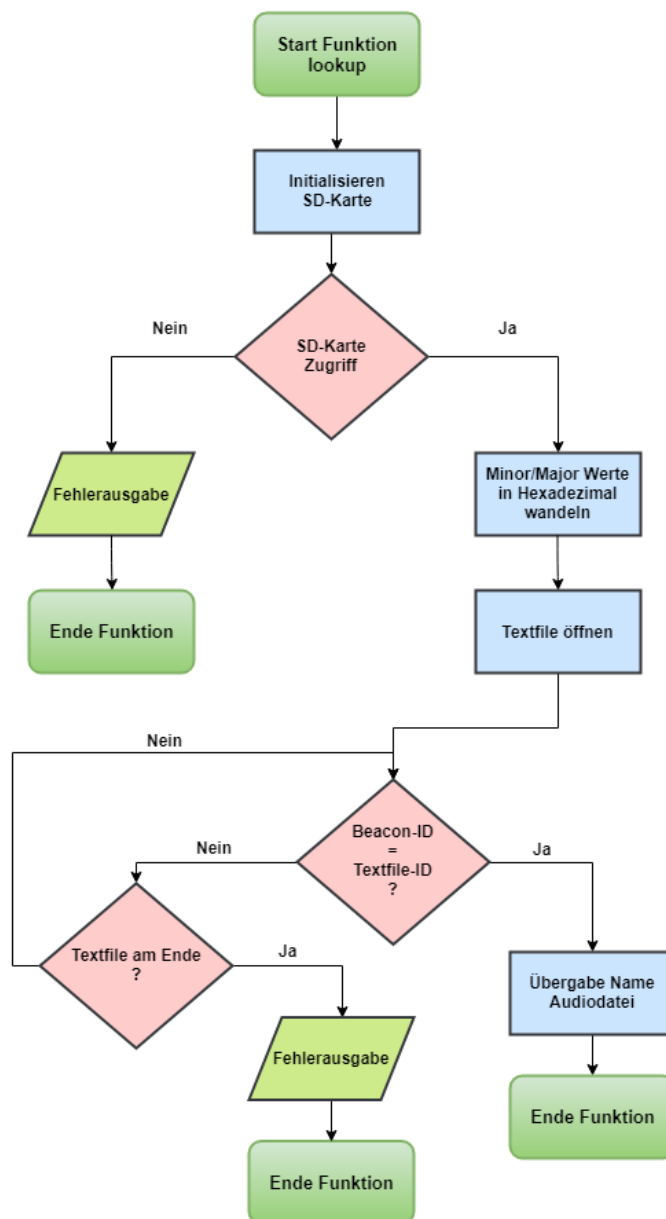 Start Funktion
lookup
Initialisieren
SD-Karte
Nein
Ja
SD-Karte
Zugriff
Fehlerausgabe
Minor/Major Werte
in Hexadezimal
wandeln
Ende Funktion
Textfile öffnen
Nein
Beacon-ID
=
Textfile-ID
?
Nein
Ja
Textfile am Ende
?
Ja
Übergabe Name
Audiodatei
Fehlerausgabe
Ende Funktion
Ende Funktion